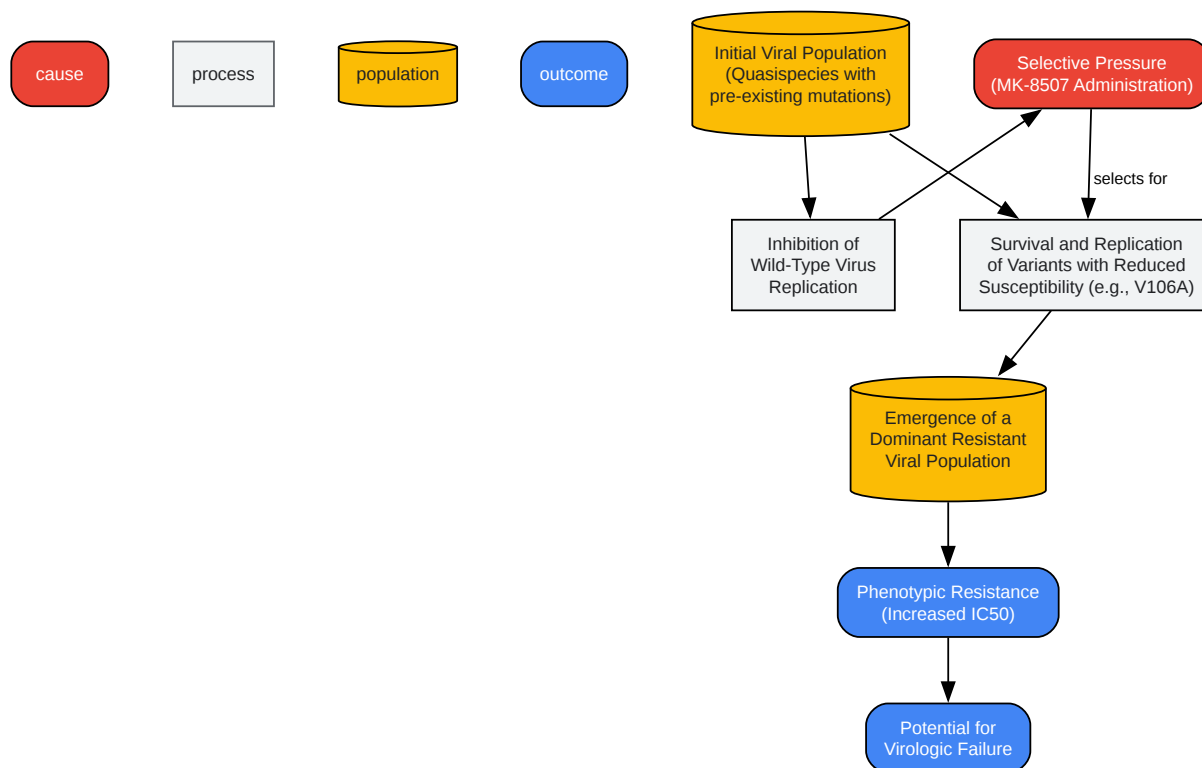 cause
process
population
outcome
Initial Viral Population
(Quasispecies with
pre-existing mutations)
Selective Pressure
(MK-8507 Administration)
selects for
Inhibition of
Wild-Type Virus
Replication
Survival and Replication
of Variants with Reduced
Susceptibility (e.g., V106A)
Emergence of a
Dominant Resistant
Viral Population
Phenotypic Resistance
(Increased IC50)
Potential for
Virologic Failure